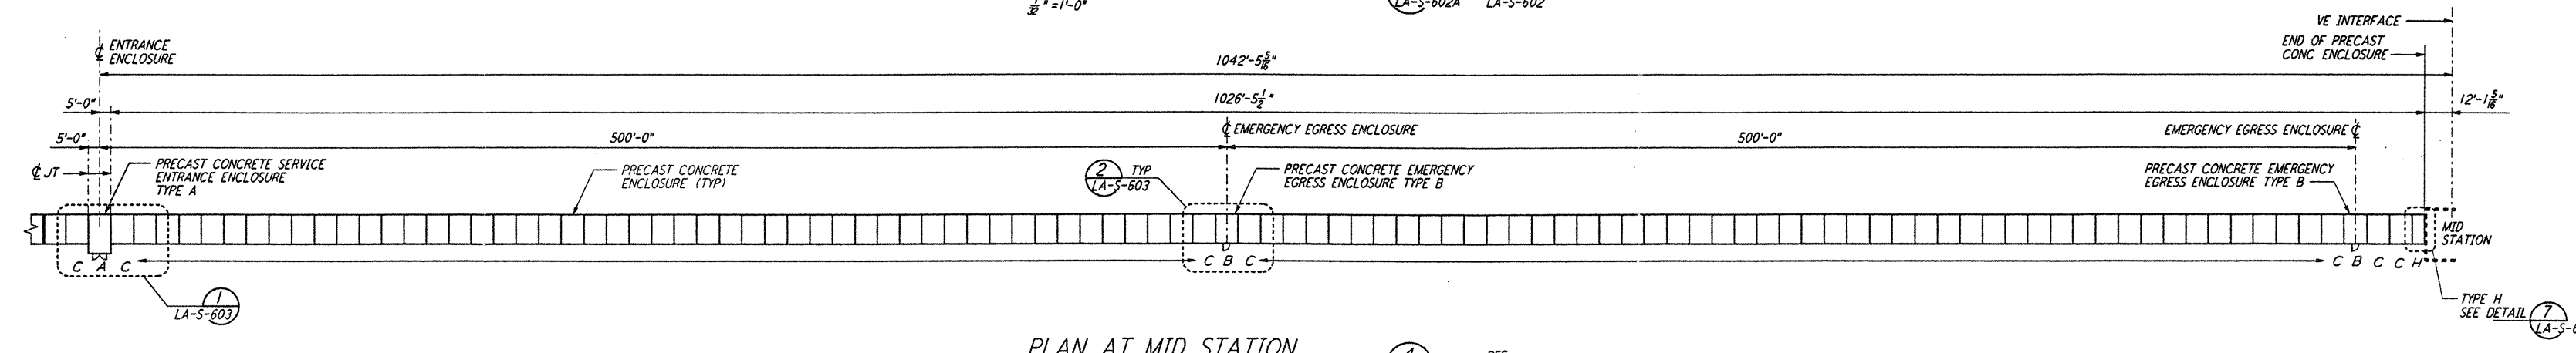 =1'-0"
LA-S-602A LA-S-602
VE INTERFACE
℄ ENTRANCE
ENCLOSURE
END OF PRECAST
CONC ENCLOSURE
1042'-5 5/16"
5'-0"
1026'-5 1/2"
12'-1 5/16"
5'-0"
500'-0"
℄ EMERGENCY EGRESS ENCLOSURE
500'-0"
EMERGENCY EGRESS ENCLOSURE ℄
℄ JT
PRECAST CONCRETE SERVICE
ENTRANCE ENCLOSURE
TYPE A
PRECAST CONCRETE
ENCLOSURE (TYP)
2 TYP
LA-S-603
PRECAST CONCRETE EMERGENCY
EGRESS ENCLOSURE TYPE B
PRECAST CONCRETE EMERGENCY
EGRESS ENCLOSURE TYPE B
MID
STATION
C A C
C B C
C B C C H
1
LA-S-603
TYPE H
SEE DETAIL 7
PLAN AT MID STATION